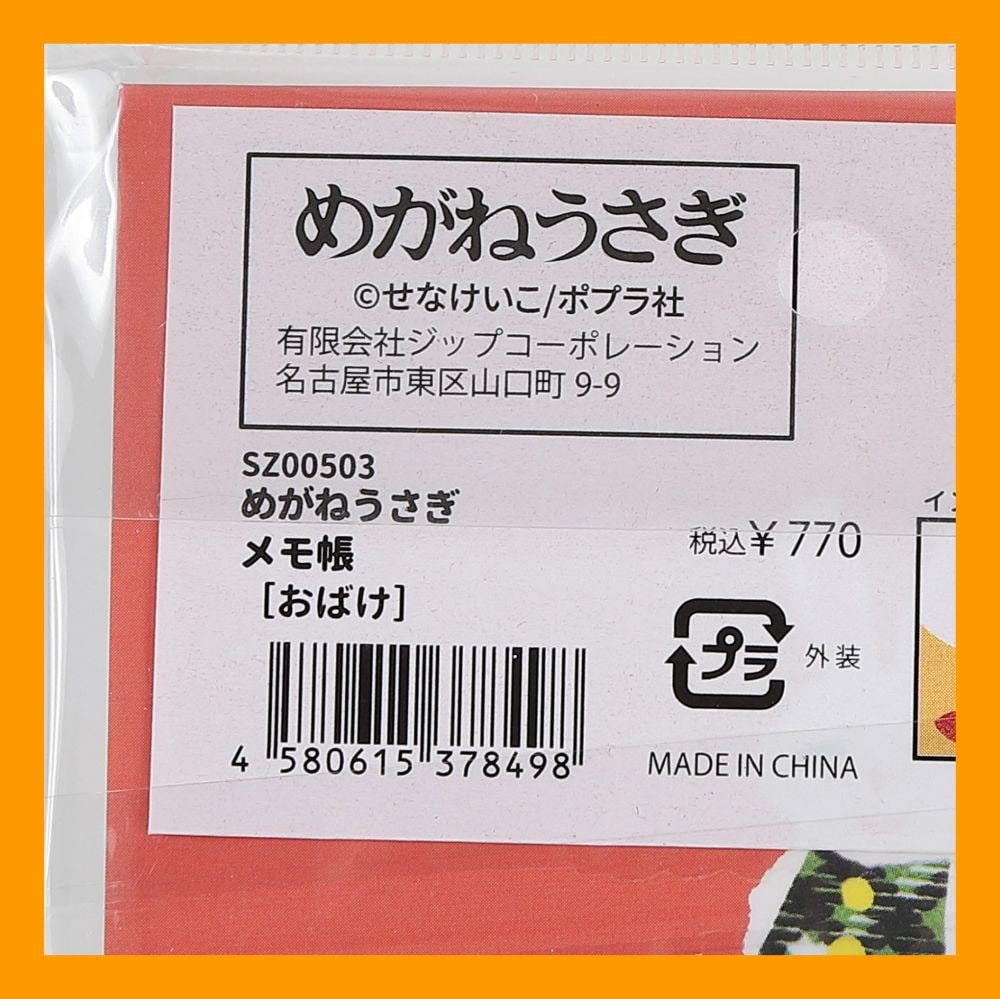 めがねうさぎ
©せなけいこ/ポプラ社
有限会社ジップコーポレーション
名古屋市東区山口町 9-9
SZ00503
めがねうさぎ
メモ帳
[おばけ]
税込¥770
プラ 外装
4 580615 378498
MADE IN CHINA